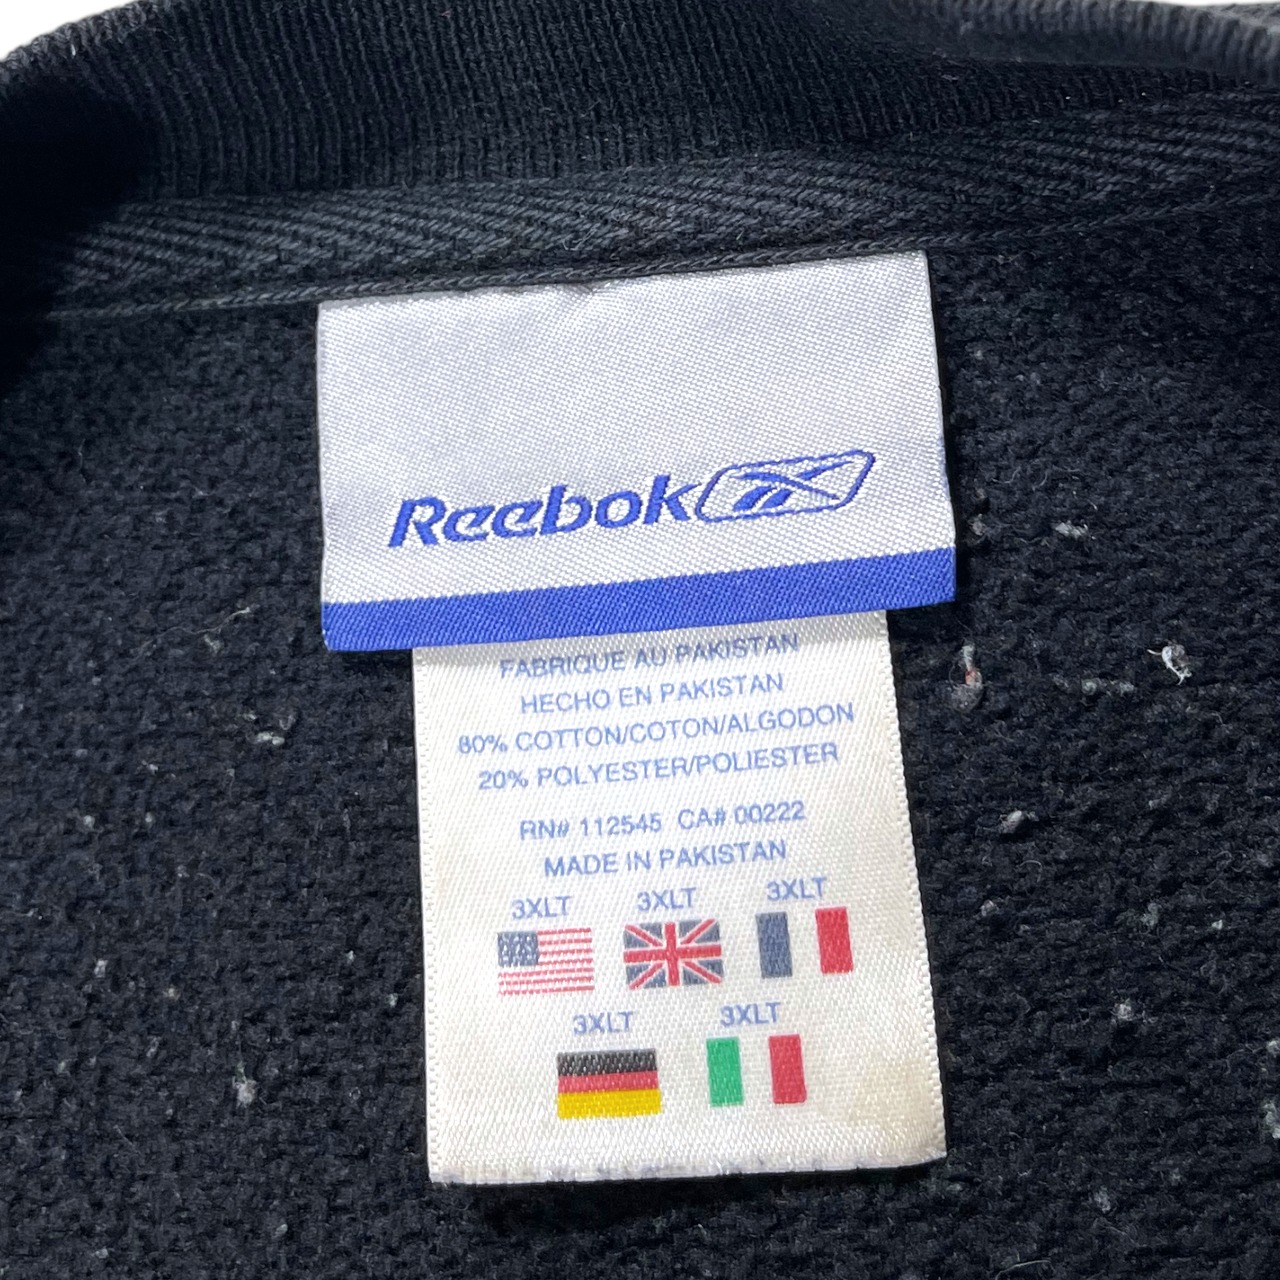 Reebok
FABRIQUE AU PAKISTAN
HECHO EN PAKISTAN
80% COTTON/COTON/ALGODON
20% POLYESTER/POLIESTER
RN# 112545 CA# 00222
MADE IN PAKISTAN
3XLT 3XLT 3XLT
3XLT 3XLT